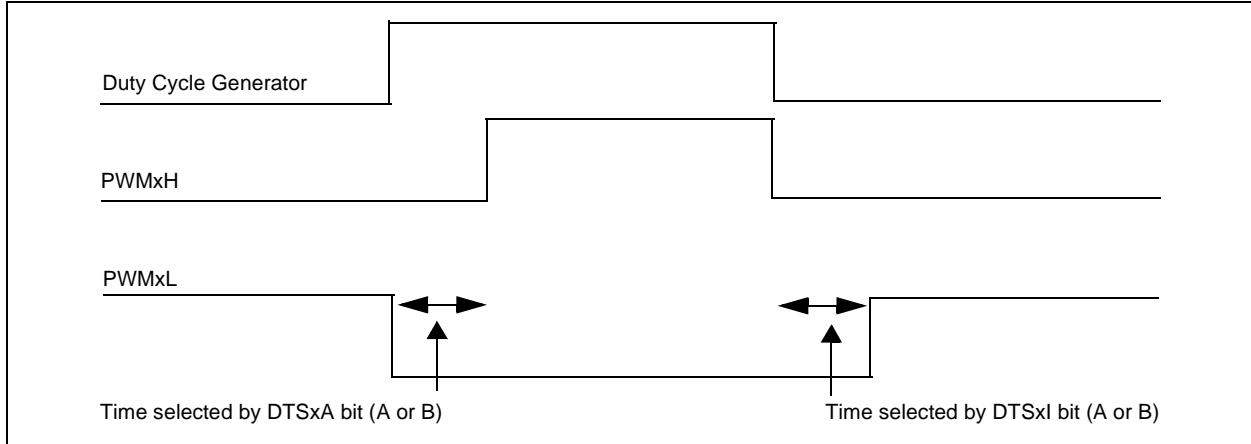 Duty Cycle Generator
PWMxH
PWMxL
Time selected by DTSxA bit (A or B)
Time selected by DTSxI bit (A or B)